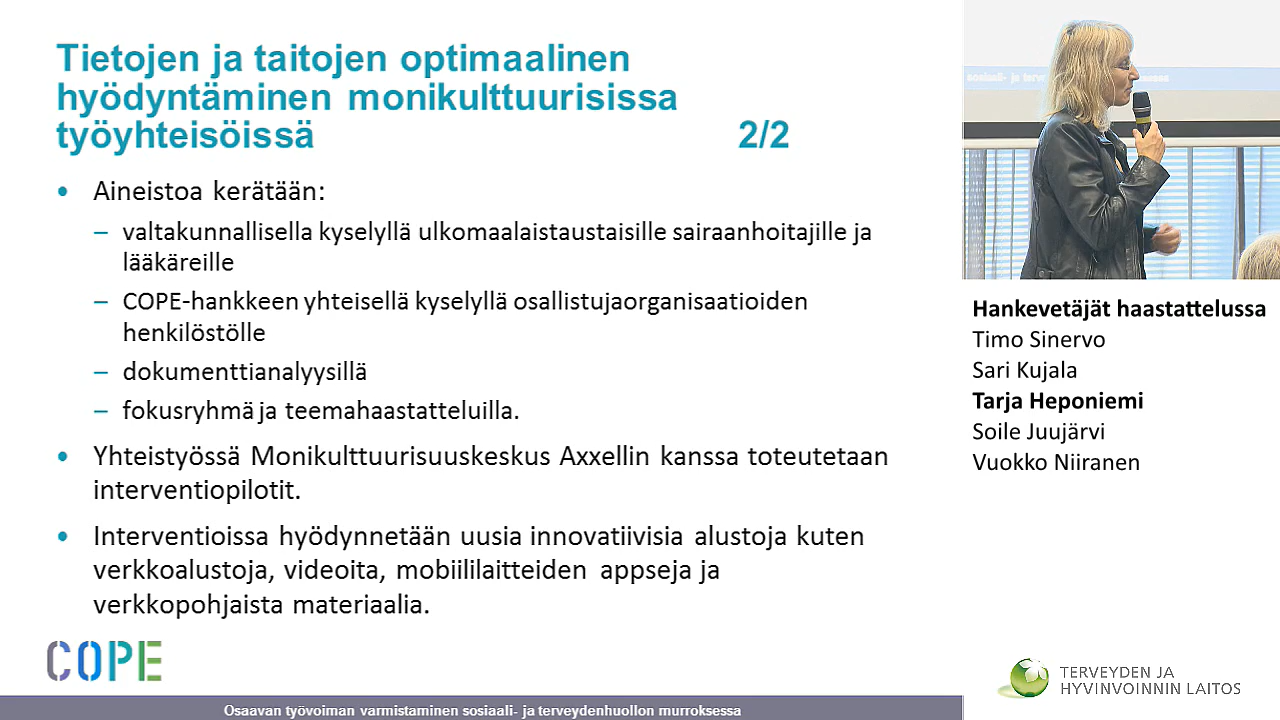 Tietojen ja taitojen optimaalinen
hyödyntäminen monikulttuurisissa
työyhteisöissä 2/2
• Aineistoa kerätään:
– valtakunnallisella kyselyllä ulkomaalaistaustaisille sairaanhoitajille ja
lääkäreille
– COPE-hankkeen yhteisellä kyselyllä osallistujaorganisaatioiden
henkilöstölle
– dokumenttianalyysillä
– fokusryhmä ja teemahaastatteluilla.
• Yhteistyössä Monikulttuurisuuskeskus Axxellin kanssa toteutetaan
interventiopilotit.
• Interventioissa hyödynnetään uusia innovatiivisia alustoja kuten
verkkoalustoja, videoita, mobiililaitteiden appseja ja
verkkopohjaista materiaalia.
COPE
Osaavan työvoiman varmistaminen sosiaali- ja terveydenhuollon murroksessa
sosiaali- ja
Hankevetäjät haastattelussa
Timo Sinervo
Sari Kujala
Tarja Heponiemi
Soile Juujärvi
Vuokko Niiranen
TERVEYDEN JA
HYVINVOINNIN LAITOS